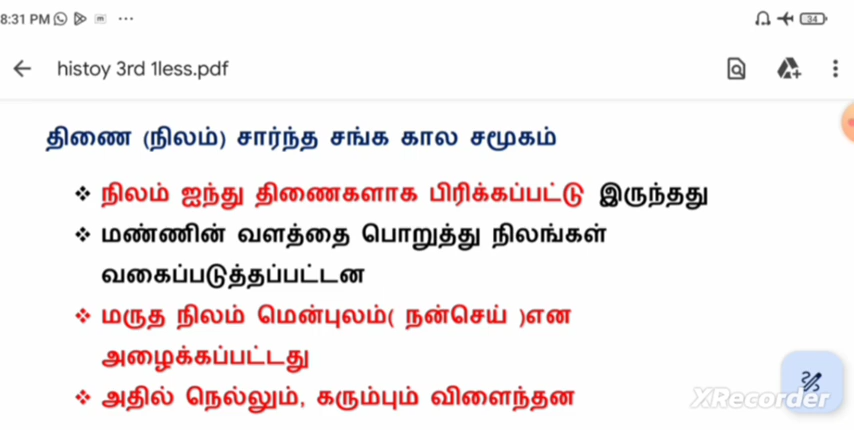 8:31 PM ... 34
histoy 3rd 1less.pdf
திணை (நிலம்) சார்ந்த சங்க கால சமூகம்
❖ நிலம் ஐந்து திணைகளாக பிரிக்கப்பட்டு இருந்தது
❖ மண்ணின் வளத்தை பொறுத்து நிலங்கள்
வகைப்படுத்தப்பட்டன
❖ மருத நிலம் மென்புலம்( நன்செய் )என
அழைக்கப்பட்டது
❖ அதில் நெல்லும், கரும்பும் விளைந்தன
XRecorder